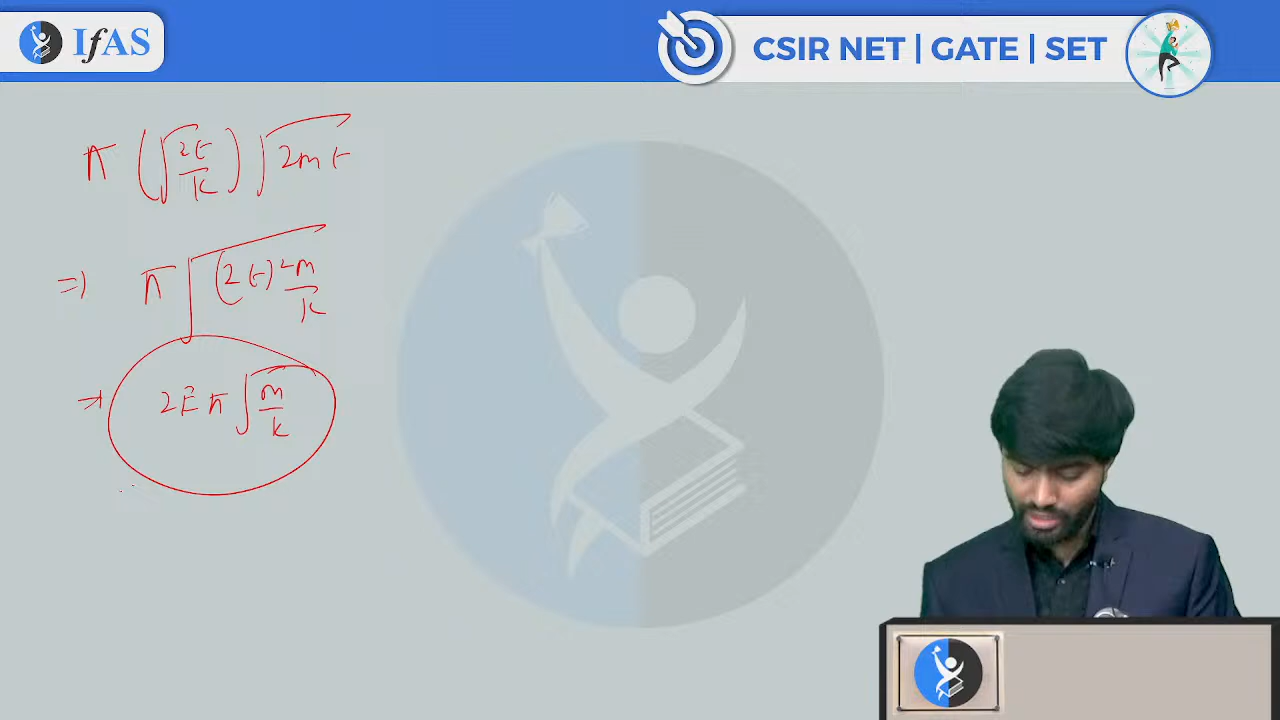 IfAS
CSIR NET | GATE | SET
π (√2E/k) √2mE
=> π √(2E)² m/k
→ 2Eπ √m/k